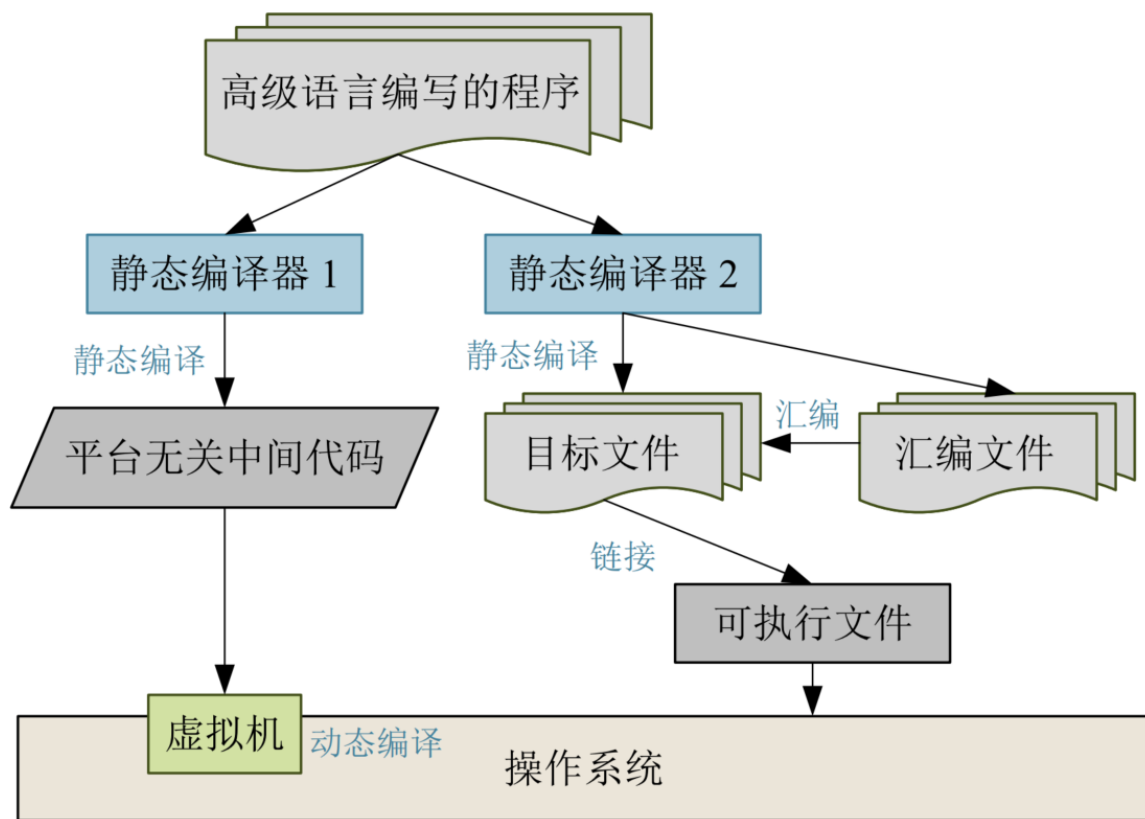 高级语言编写的程序
静态编译器 1
静态编译器 2
静态编译
静态编译
平台无关中间代码
目标文件
汇编
汇编文件
链接
可执行文件
虚拟机
动态编译
操作系统